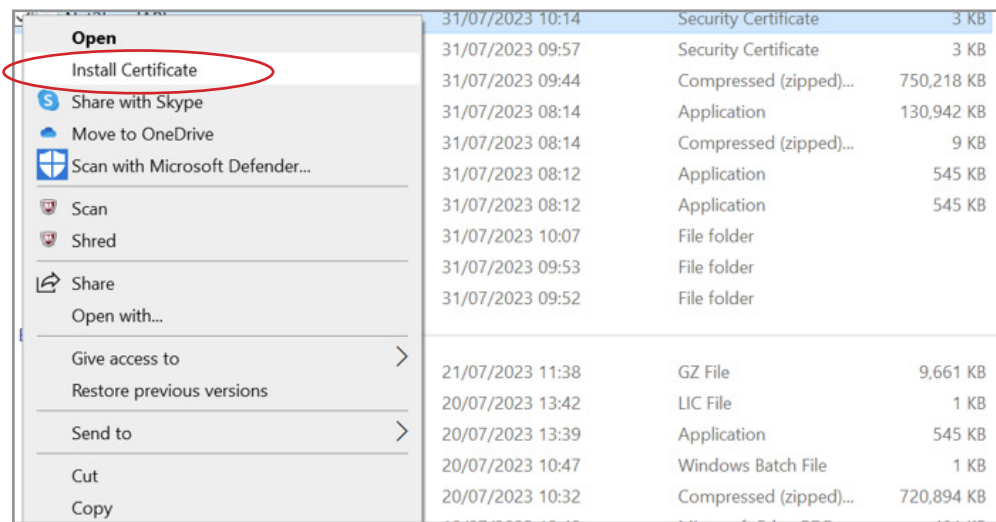 31/07/2023 10:14 Security Certificate 3 KB
Open
31/07/2023 09:57 Security Certificate 3 KB
Install Certificate
31/07/2023 09:44 Compressed (zipped)... 750,218 KB
Share with Skype
31/07/2023 08:14 Application 130,942 KB
Move to OneDrive
31/07/2023 08:14 Compressed (zipped)... 9 KB
Scan with Microsoft Defender...
31/07/2023 08:12 Application 545 KB
Scan
31/07/2023 08:12 Application 545 KB
Shred
31/07/2023 10:07 File folder
31/07/2023 09:53 File folder
Share
31/07/2023 09:52 File folder
Open with...
Give access to
21/07/2023 11:38 GZ File 9,661 KB
Restore previous versions
20/07/2023 13:42 LIC File 1 KB
Send to
20/07/2023 13:39 Application 545 KB
20/07/2023 10:47 Windows Batch File 1 KB
Cut
20/07/2023 10:32 Compressed (zipped)... 720,894 KB
Copy